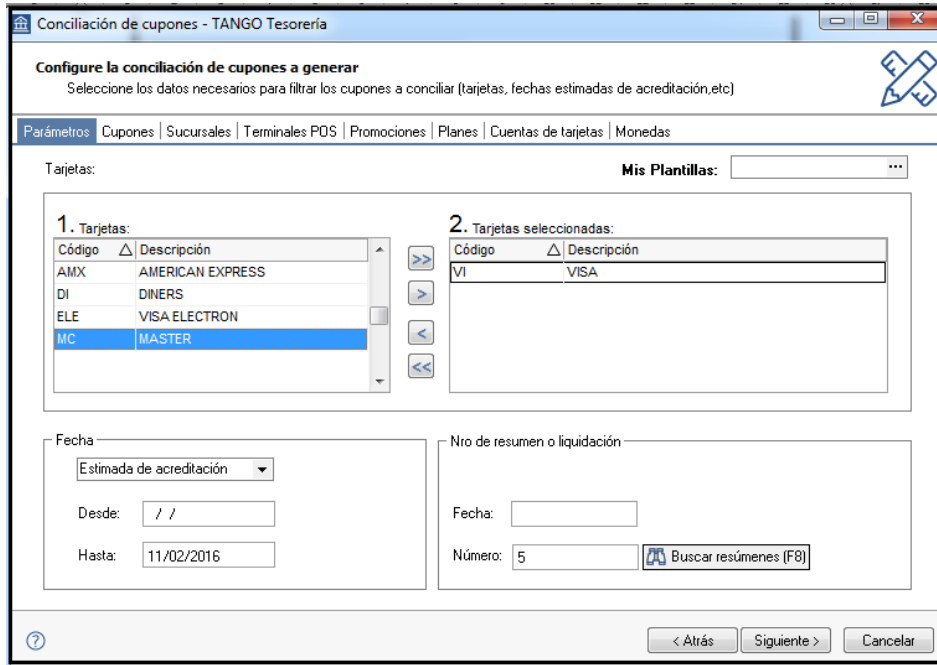 Conciliación de cupones - TANGO Tesorería
Configure la conciliación de cupones a generar
Seleccione los datos necesarios para filtrar los cupones a conciliar (tarjetas, fechas estimadas de acreditación,etc)
Parámetros Cupones Sucursales Terminales POS Promociones Planes Cuentas de tarjetas Monedas
Tarjetas: Mis Plantillas: ...
1. Tarjetas:
Código Descripción
AMX AMERICAN EXPRESS
DI DINERS
ELE VISA ELECTRON
MC MASTER
>>
>
<
<<
2. Tarjetas seleccionadas:
Código Descripción
VI VISA
Fecha
Estimada de acreditación
Desde: / /
Hasta: 11/02/2016
Nro de resumen o liquidación
Fecha:
Número: 5 Buscar resúmenes (F8)
? < Atrás Siguiente > Cancelar